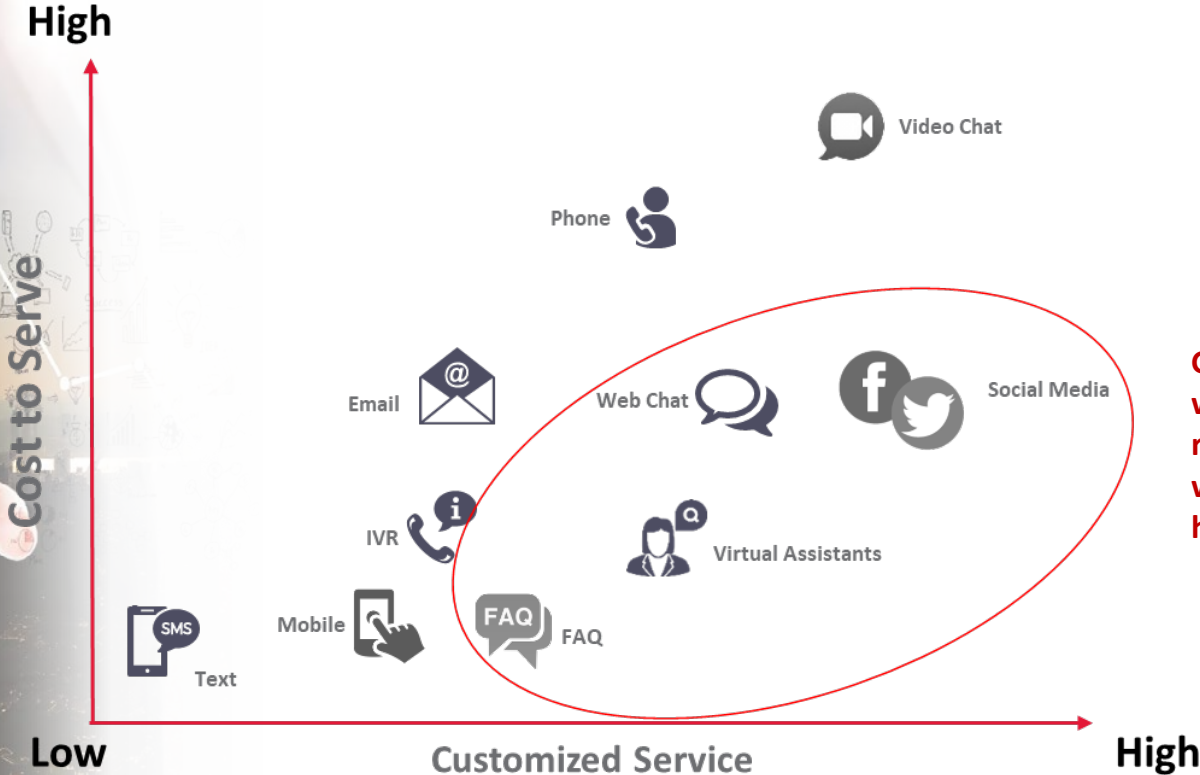 High
Video Chat
Phone
Cost to Serve
Email
@
Web Chat
f
Social Media
IVR
i
Q
Virtual Assistants
SMS
Text
Mobile
FAQ
FAQ
Low
Customized Service
High